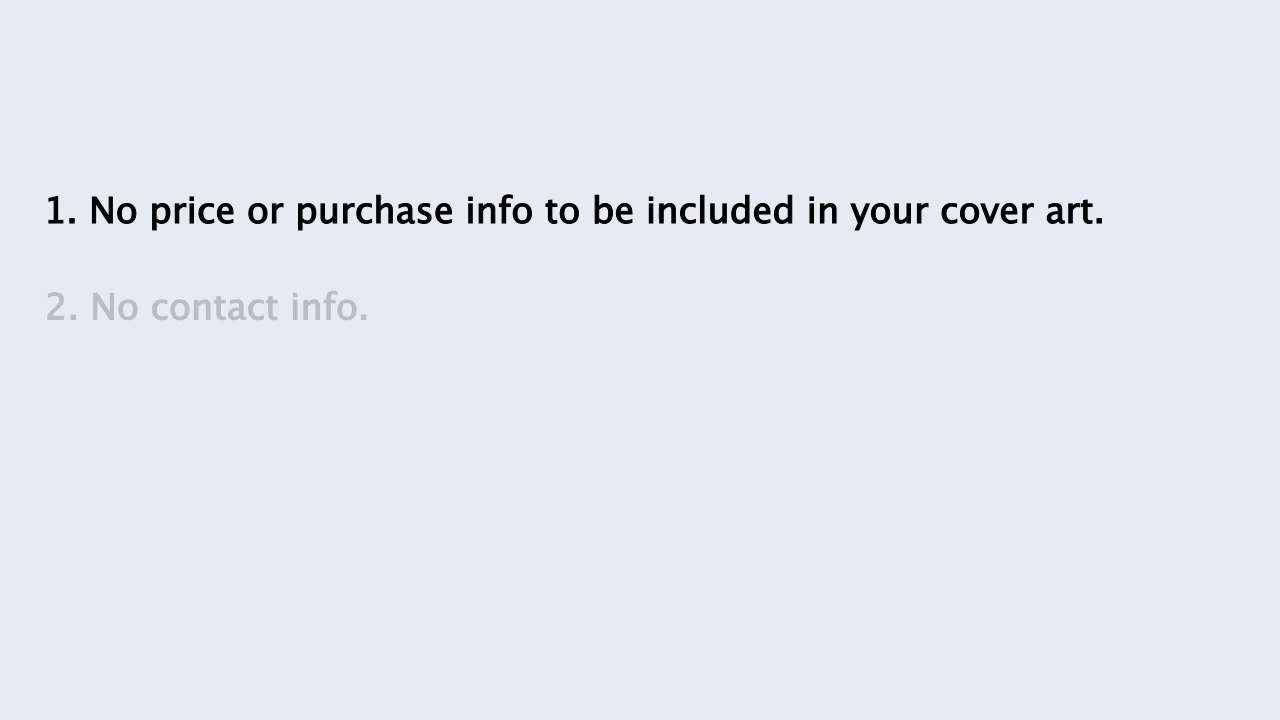 1. No price or purchase info to be included in your cover art.
2. No contact info.